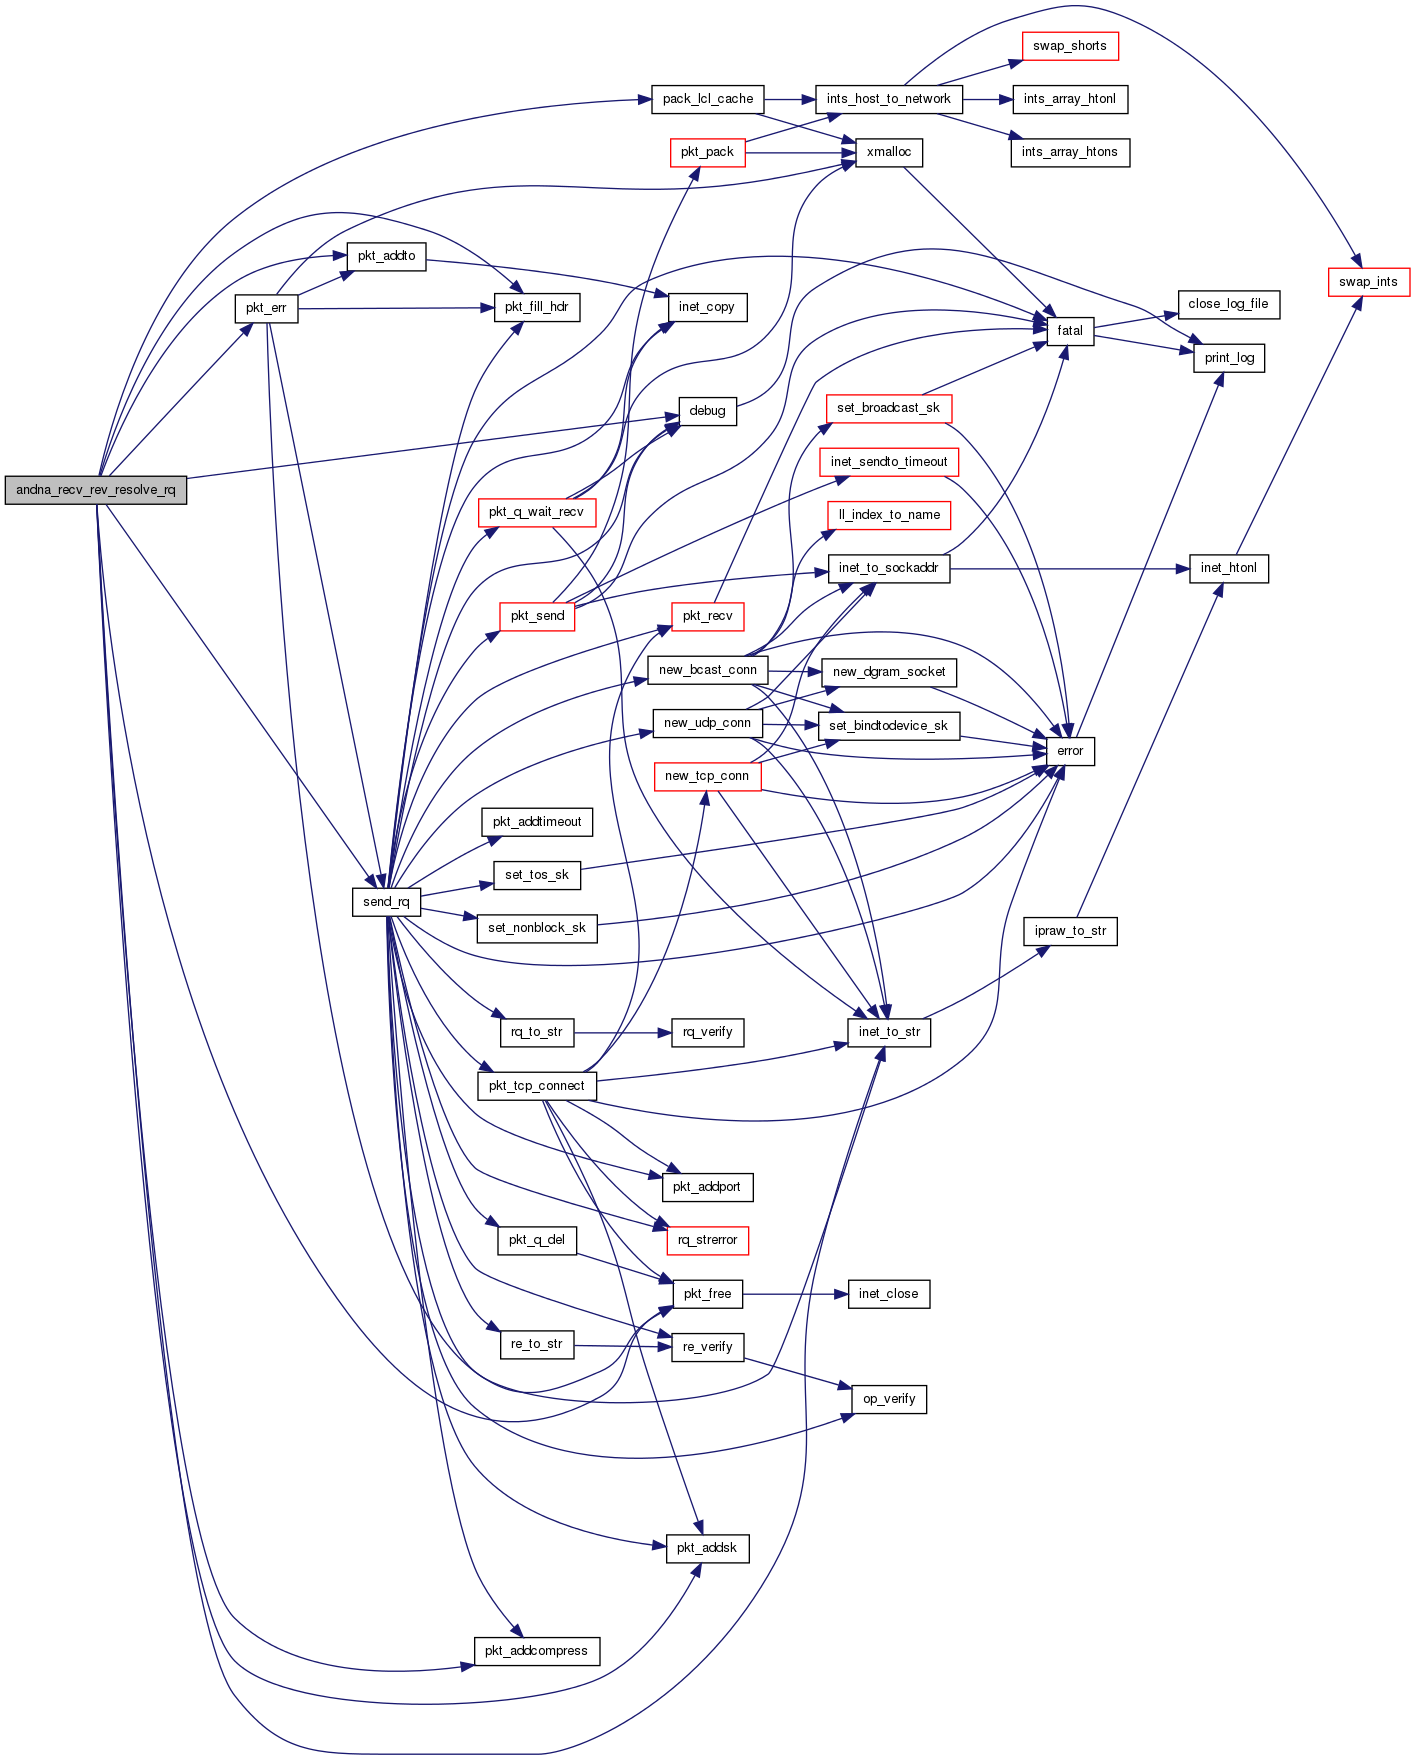 swap_shorts
pack_lcl_cache
ints_host_to_network
ints_array_htonl
pkt_pack
xmalloc
ints_array_htons
pkt_addto
swap_ints
pkt_err
pkt_fill_hdr
inet_copy
close_log_file
fatal
print_log
debug
set_broadcast_sk
inet_sendto_timeout
andna_recv_rev_resolve_rq
pkt_q_wait_recv
ll_index_to_name
inet_to_sockaddr
inet_htonl
pkt_send
pkt_recv
new_bcast_conn
new_dgram_socket
new_udp_conn
set_bindtodevice_sk
error
new_tcp_conn
pkt_addtimeout
set_tos_sk
send_rq
set_nonblock_sk
ipraw_to_str
rq_to_str
rq_verify
inet_to_str
pkt_tcp_connect
pkt_addport
pkt_q_del
rq_strerror
pkt_free
inet_close
re_to_str
re_verify
op_verify
pkt_addsk
pkt_addcompress